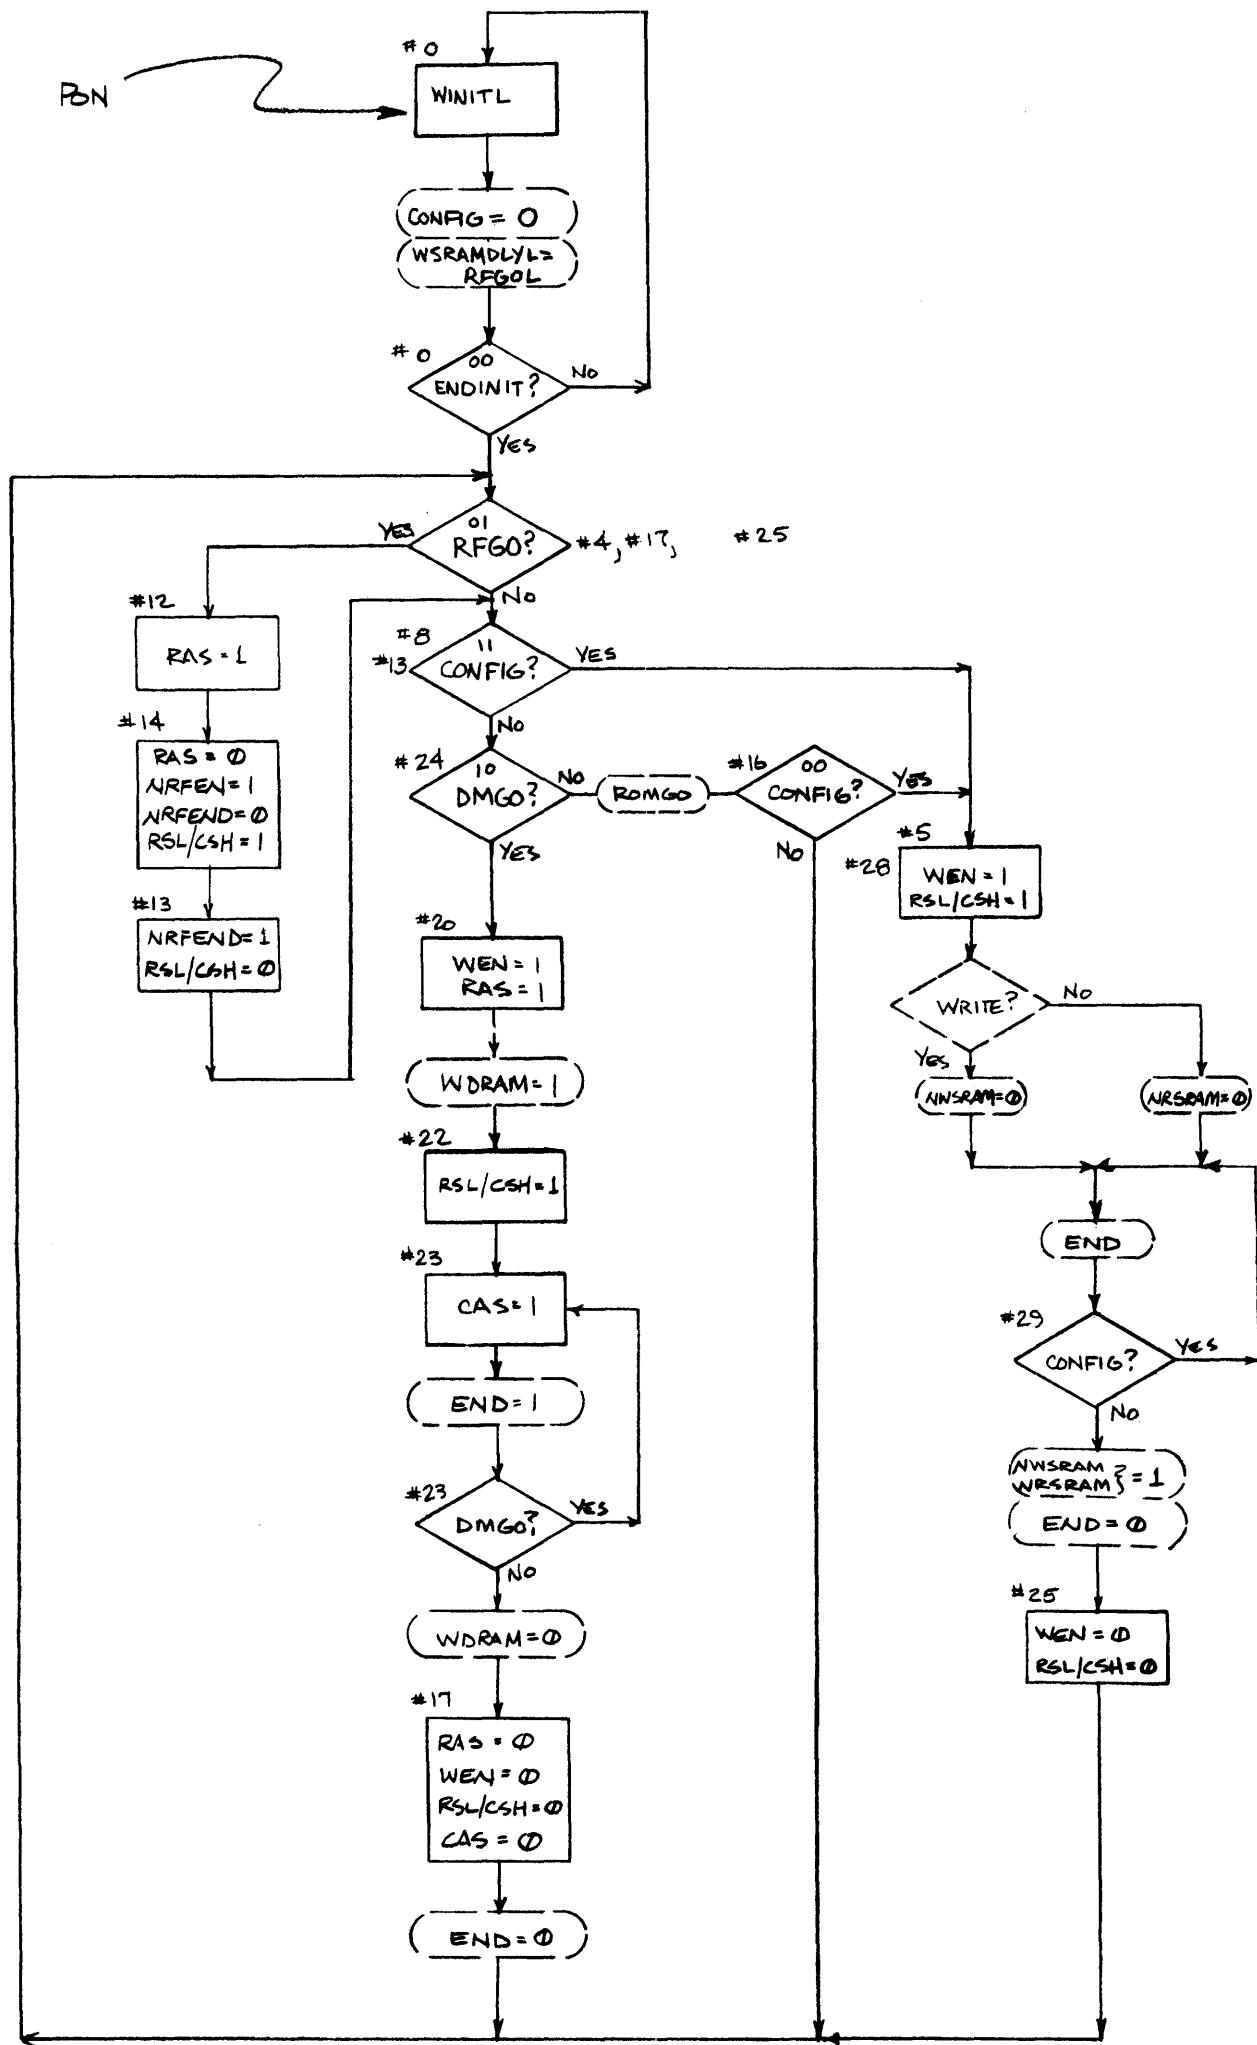 PON
#0
WINITL
CONFIG = 0
WSRAMDLYL=
RFGOL
#0
00
ENDINIT?
NO
YES
YES
01
RFGO?
#4, #17, #25
NO
#12
RAS = 1
#8
#13
11
CONFIG?
YES
NO
#14
RAS = 0
NRFEN = 1
NRFEND = 0
RSL/CSH = 1
#24
10
DMGO?
NO
ROMGO
#16
00
CONFIG?
YES
YES
NO
#5
#28
WEN = 1
RSL/CSH = 1
#13
NRFEND = 1
RSL/CSH = 0
#20
WEN = 1
RAS = 1
WRITE?
NO
YES
WDRAM = 1
NWSRAM = 0
NRSRAM = 0
#22
RSL/CSH = 1
END
#23
CAS = 1
#29
CONFIG?
YES
NO
END = 1
NWSRAM
WRSRAM } = 1
END = 0
#23
DMGO?
YES
NO
#25
WEN = 0
RSL/CSH = 0
WDRAM = 0
#17
RAS = 0
WEN = 0
RSL/CSH = 0
CAS = 0
END = 0